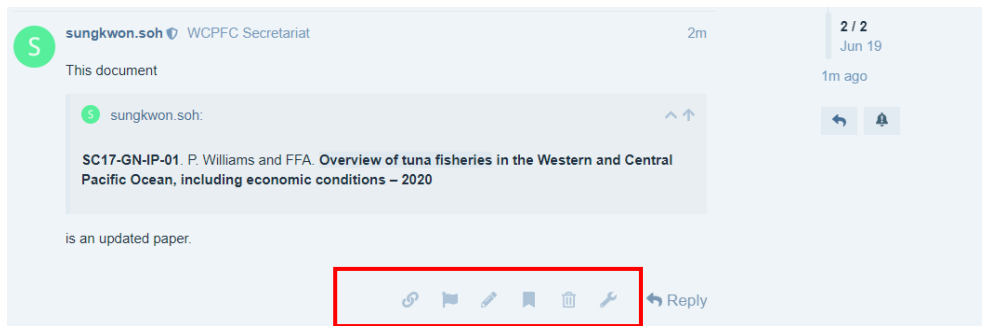 S
sungkwon.soh WCPFC Secretariat 2m
This document
S sungkwon.soh:
SC17-GN-IP-01. P. Williams and FFA. Overview of tuna fisheries in the Western and Central
Pacific Ocean, including economic conditions – 2020
is an updated paper.
Reply
2 / 2
Jun 19
1m ago